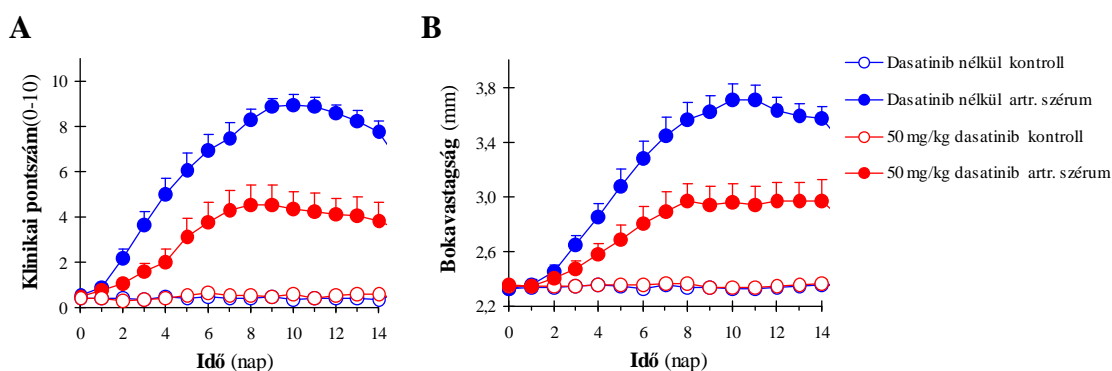 A
Klinikai pontszám(0-10)
10
8
6
4
2
0
0 2 4 6 8 10 12 14
Idő (nap)
B
Bokavastagság (mm)
3,8
3,4
3,0
2,6
2,2
0 2 4 6 8 10 12 14
Idő (nap)
Dasatinib nélkül kontroll
Dasatinib nélkül artr. szérum
50 mg/kg dasatinib kontroll
50 mg/kg dasatinib artr. szérum